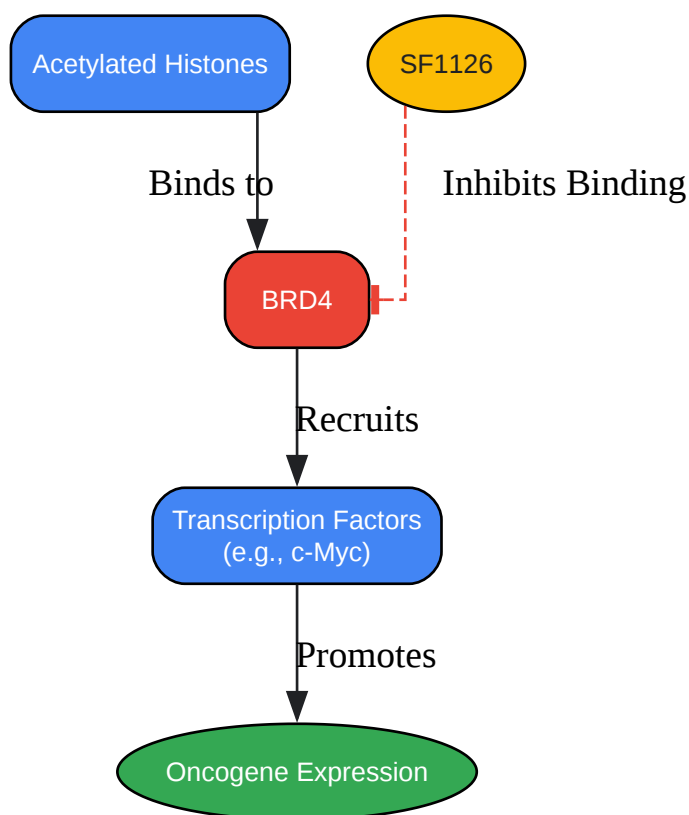 Acetylated Histones
SF1126
Binds to
Inhibits Binding
BRD4
Recruits
Transcription Factors
(e.g., c-Myc)
Promotes
Oncogene Expression